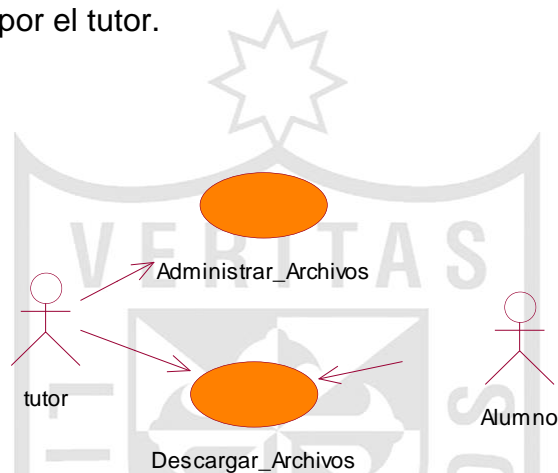 por el tutor.
VERITAS
Administrar_Archivos
tutor
Alumno
Descargar_Archivos